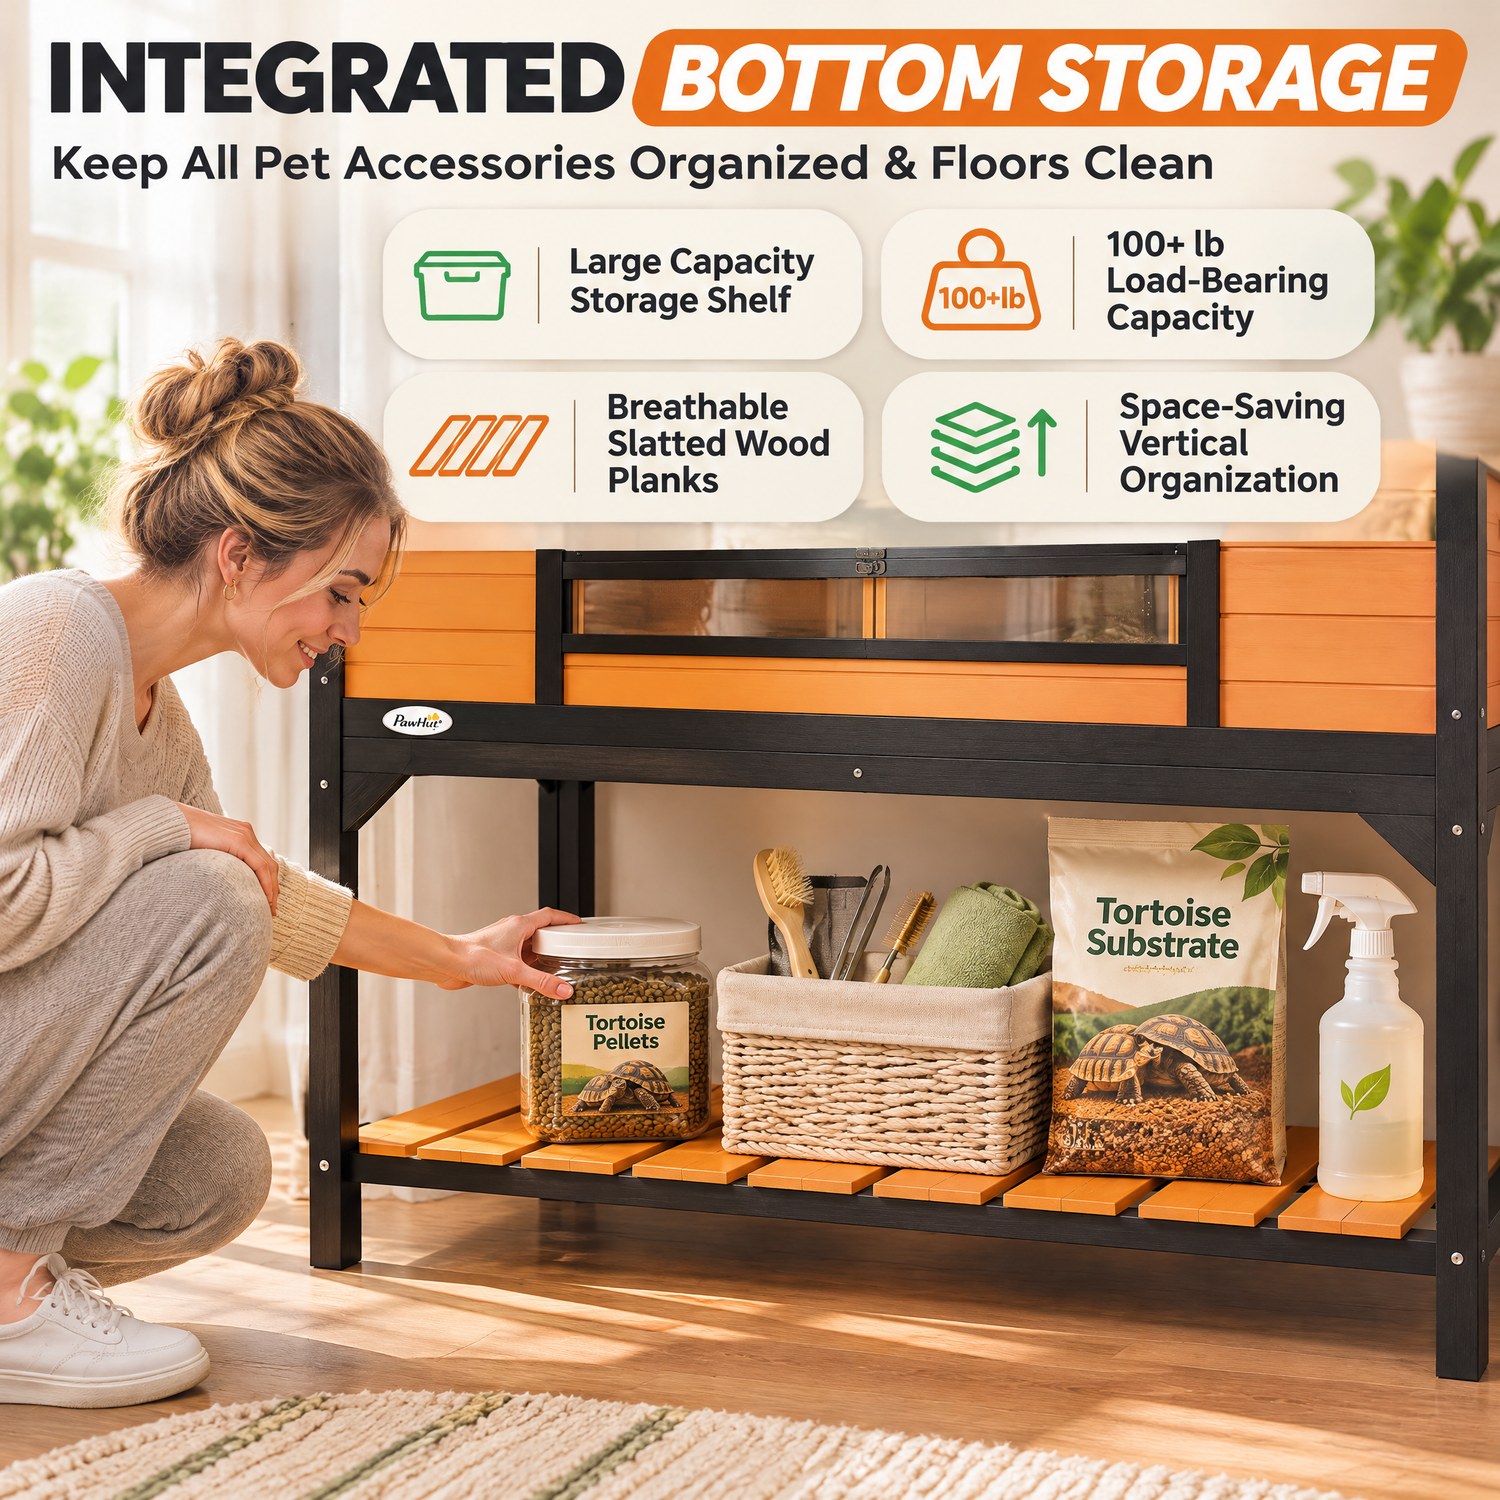 INTEGRATED BOTTOM STORAGE
Keep All Pet Accessories Organized & Floors Clean
Large Capacity
Storage Shelf
100+lb
100+ lb
Load-Bearing
Capacity
Breathable
Slatted Wood
Planks
Space-Saving
Vertical
Organization
PawHut
Tortoise
Pellets
Tortoise
Substrate